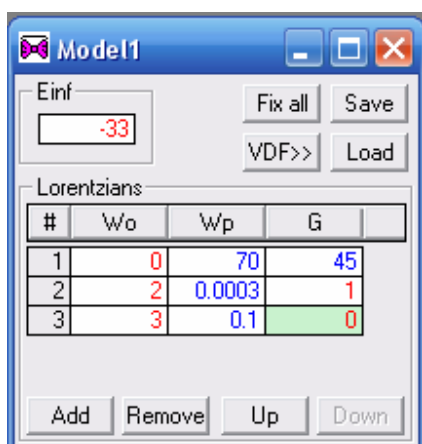 Model1
Einf
-33
Fix all Save
VDF>> Load
Lorentzians
# Wo Wp G
1 0 70 45
2 2 0.0003 1
3 3 0.1 0
Add Remove Up Down